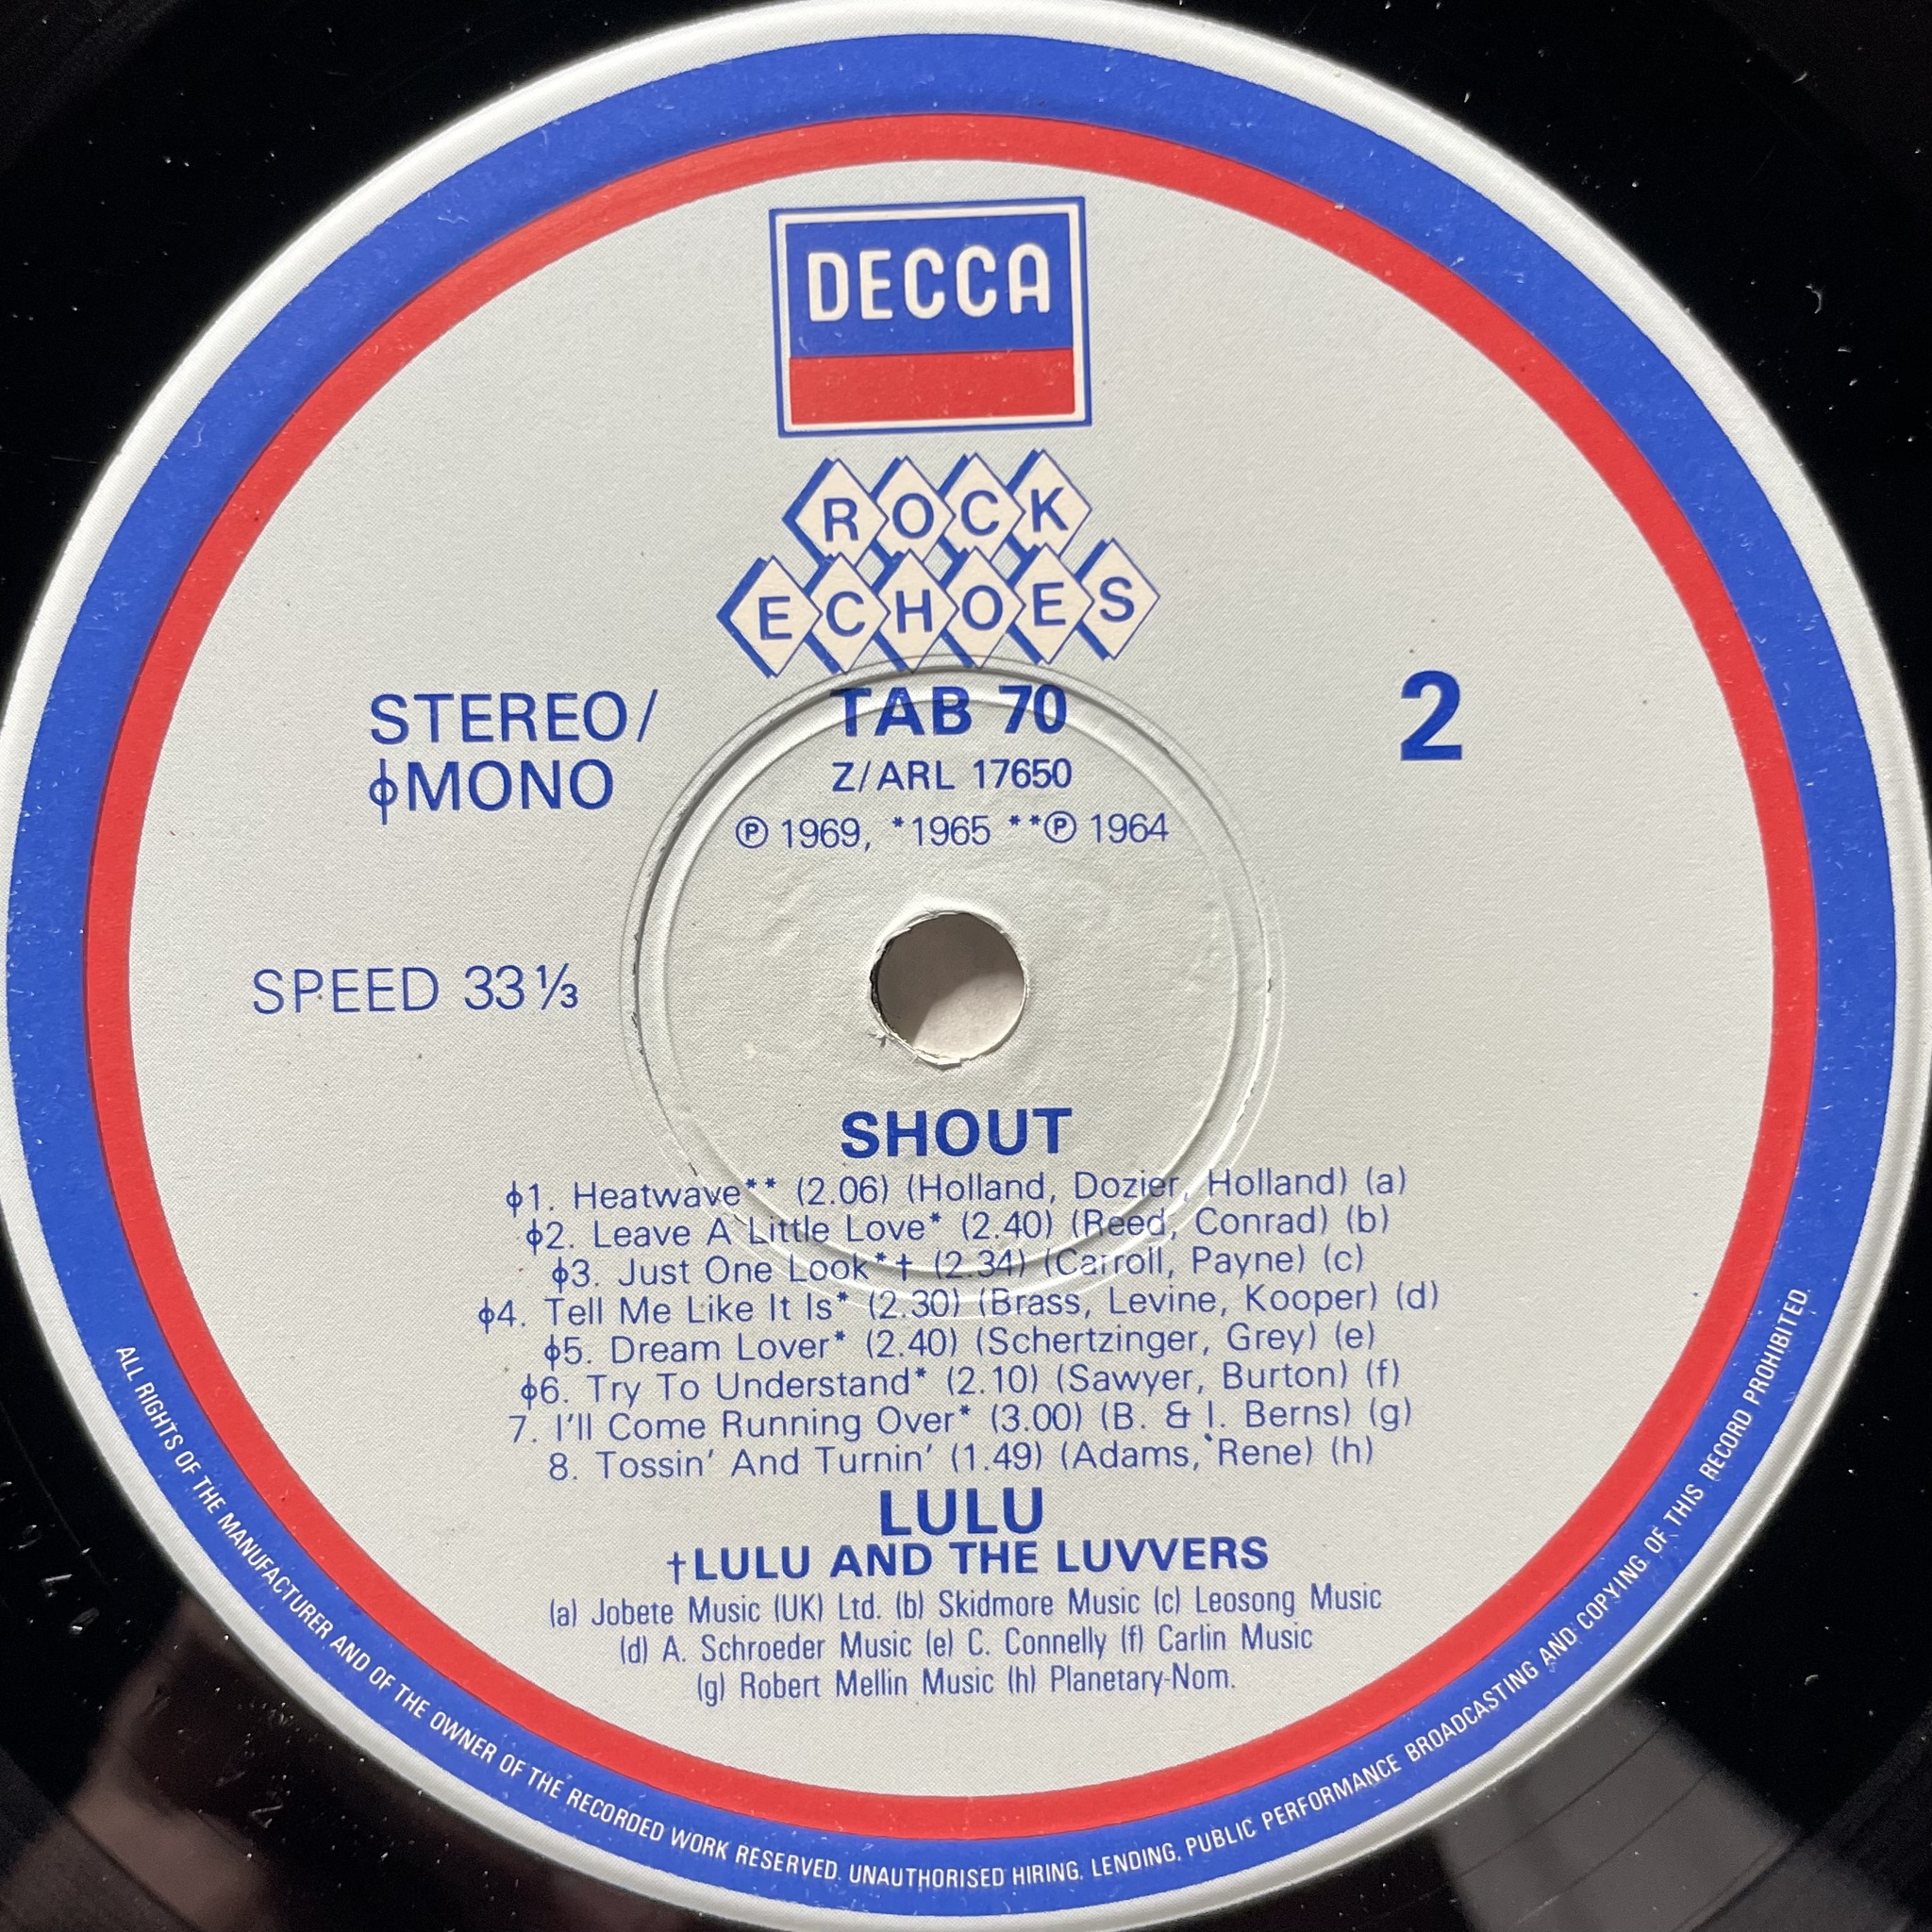 DECCA
ROCK
ECHOES
STEREO/
ϕMONO
TAB 70
Z/ARL 17650
℗ 1969, *1965 **℗ 1964
2
SPEED 33⅓
SHOUT
ϕ1. Heatwave** (2.06) (Holland, Dozier, Holland) (a)
ϕ2. Leave A Little Love* (2.40) (Reed, Conrad) (b)
ϕ3. Just One Look*† (2.34) (Carroll, Payne) (c)
ϕ4. Tell Me Like It Is* (2.30) (Brass, Levine, Kooper) (d)
ϕ5. Dream Lover* (2.40) (Schertzinger, Grey) (e)
ϕ6. Try To Understand* (2.10) (Sawyer, Burton) (f)
7. I'll Come Running Over* (3.00) (B. & I. Berns) (g)
8. Tossin' And Turnin' (1.49) (Adams, Rene) (h)
LULU
†LULU AND THE LUVVERS
(a) Jobete Music (UK) Ltd. (b) Skidmore Music (c) Leosong Music
(d) A. Schroeder Music (e) C. Connelly (f) Carlin Music
(g) Robert Mellin Music (h) Planetary-Nom.
ALL RIGHTS OF THE MANUFACTURER AND OF THE OWNER OF THE RECORDED WORK RESERVED. UNAUTHORISED HIRING, LENDING, PUBLIC PERFORMANCE BROADCASTING AND COPYING OF THIS RECORD PROHIBITED.